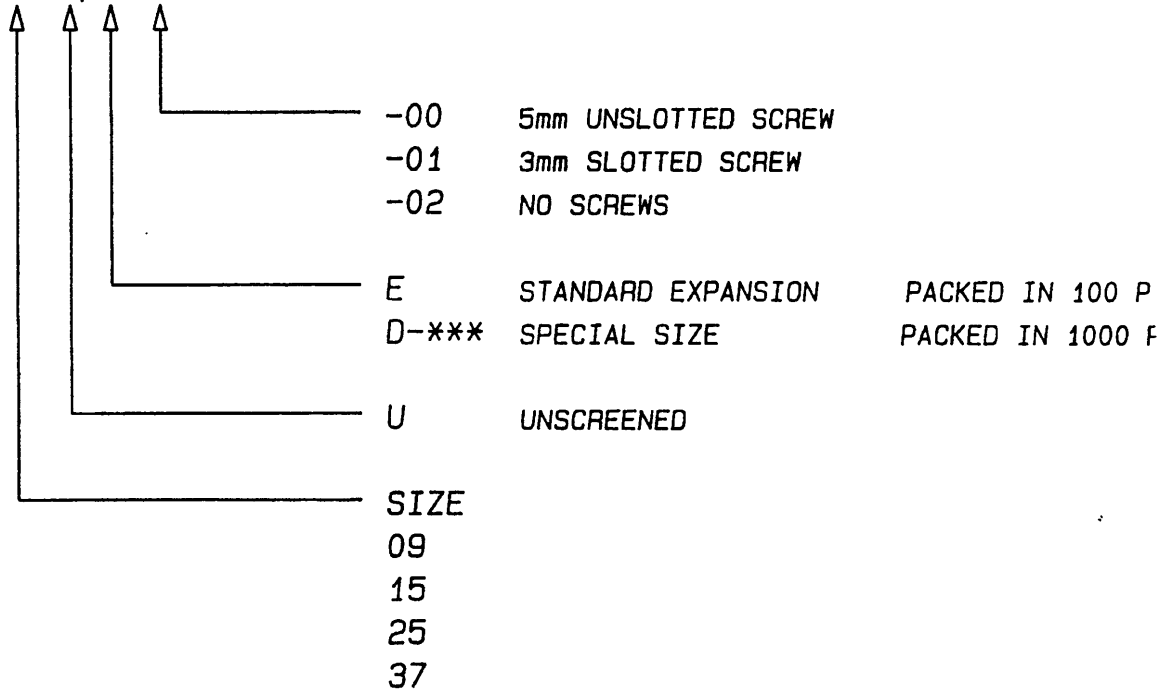 -00 5mm UNSLOTTED SCREW
-01 3mm SLOTTED SCREW
-02 NO SCREWS
E STANDARD EXPANSION PACKED IN 100 P
D-*** SPECIAL SIZE PACKED IN 1000
U UNSCREENED
SIZE
09
15
25
37